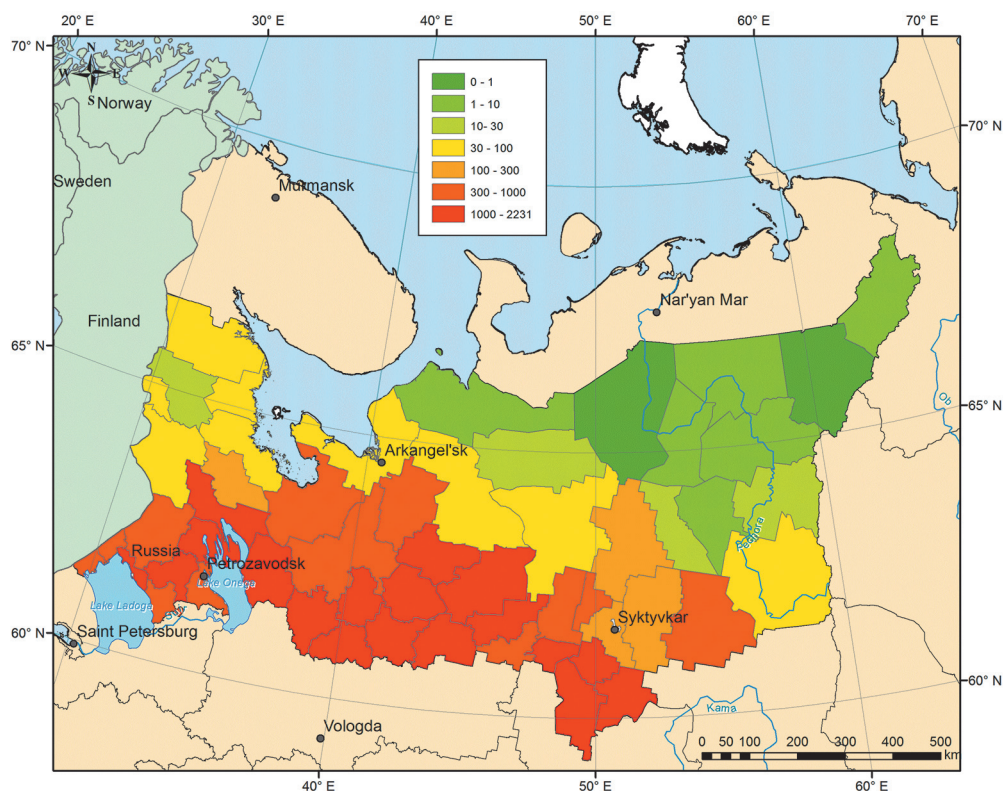 20° E
30° E
40° E
50° E
60° E
70° E
70° N
N
W E
S
Norway
0 - 1
1 - 10
10- 30
30 - 100
100 - 300
300 - 1000
1000 - 2231
70° N
Sweden
Murmansk
Nar'yan Mar
Finland
65° N
Ob
65° N
Arkangel'sk
Pechora
Russia
Petrozavodsk
Lake Onega
Lake Ladoga
Syktyvkar
60° N
Saint Petersburg
60° N
Kama
Vologda
0 50 100 200 300 400 500
km
40° E
50° E
60° E